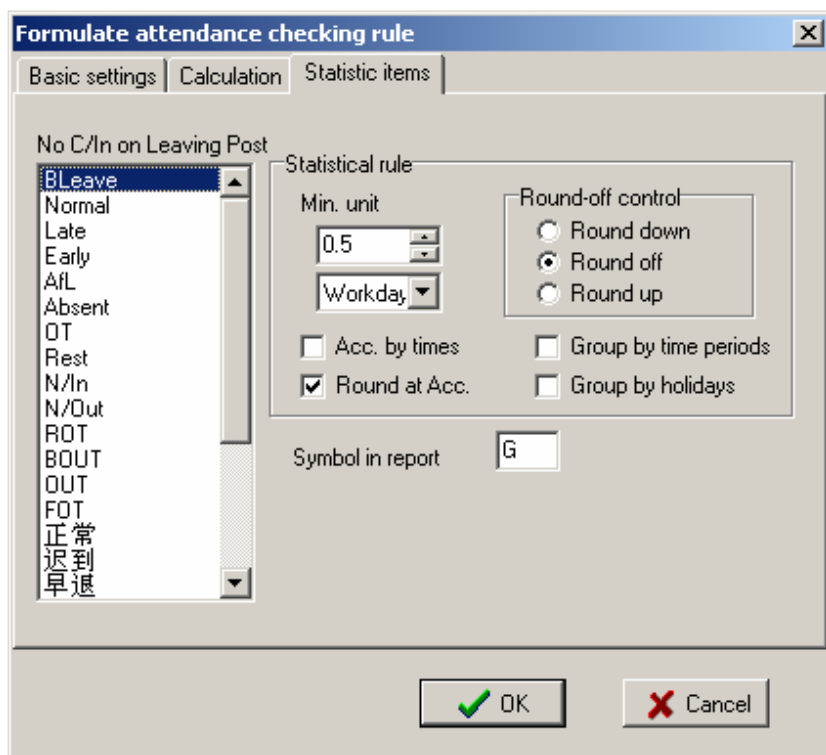 Formulate attendance checking rule
Basic settings
Calculation
Statistic items
No C/In on Leaving Post
BLeave
Normal
Late
Early
AfL
Absent
OT
Rest
N/In
N/Out
ROT
BOUT
OUT
FOT
正常
迟到
早退
Statistical rule
Min. unit
0.5
Workday
Round-off control
Round down
Round off
Round up
Acc. by times
Group by time periods
Round at Acc.
Group by holidays
Symbol in report
G
OK
Cancel